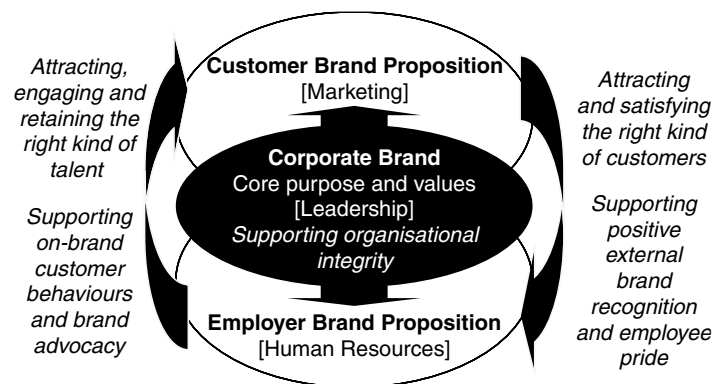 Attracting,
engaging and
retaining the
right kind of
talent
Supporting
on-brand
customer
behaviours
and brand
advocacy
Customer Brand Proposition
[Marketing]
Corporate Brand
Core purpose and values
[Leadership]
Supporting organisational
integrity
Employer Brand Proposition
[Human Resources]
Attracting
and satisfying
the right kind
of customers
Supporting
positive
external
brand
recognition
and employee
pride